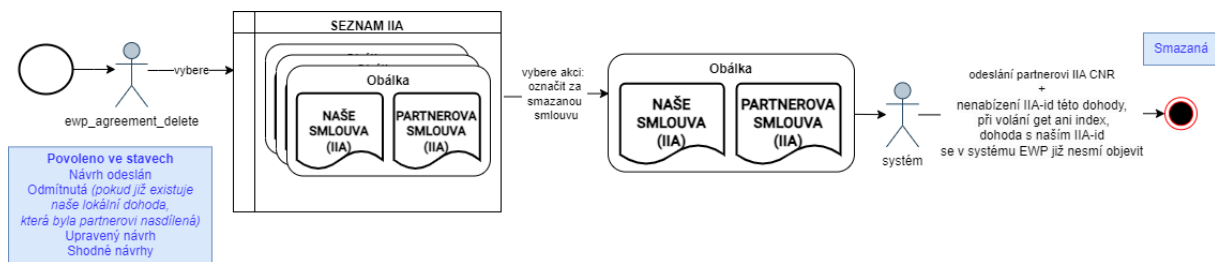 ewp_agreement_delete
Povoleno ve stavech
Návrh odeslán
Odmítnutá (pokud již existuje
naše lokální dohoda,
která byla partnerovi nasdílená)
Upravený návrh
Shodné návrhy
vybere
SEZNAM IIA
Obálka
NAŠE
SMLOUVA
(IIA)
PARTNEROVA
SMLOUVA
(IIA)
vybere akci:
označit za
smazanou
smlouvu
Obálka
NAŠE
SMLOUVA
(IIA)
PARTNEROVA
SMLOUVA
(IIA)
systém
odeslání partnerovi IIA CNR
+
nenabízení IIA-id této dohody,
při volání get ani index,
dohoda s naším IIA-id
se v systému EWP již nesmí objevit
Smazaná